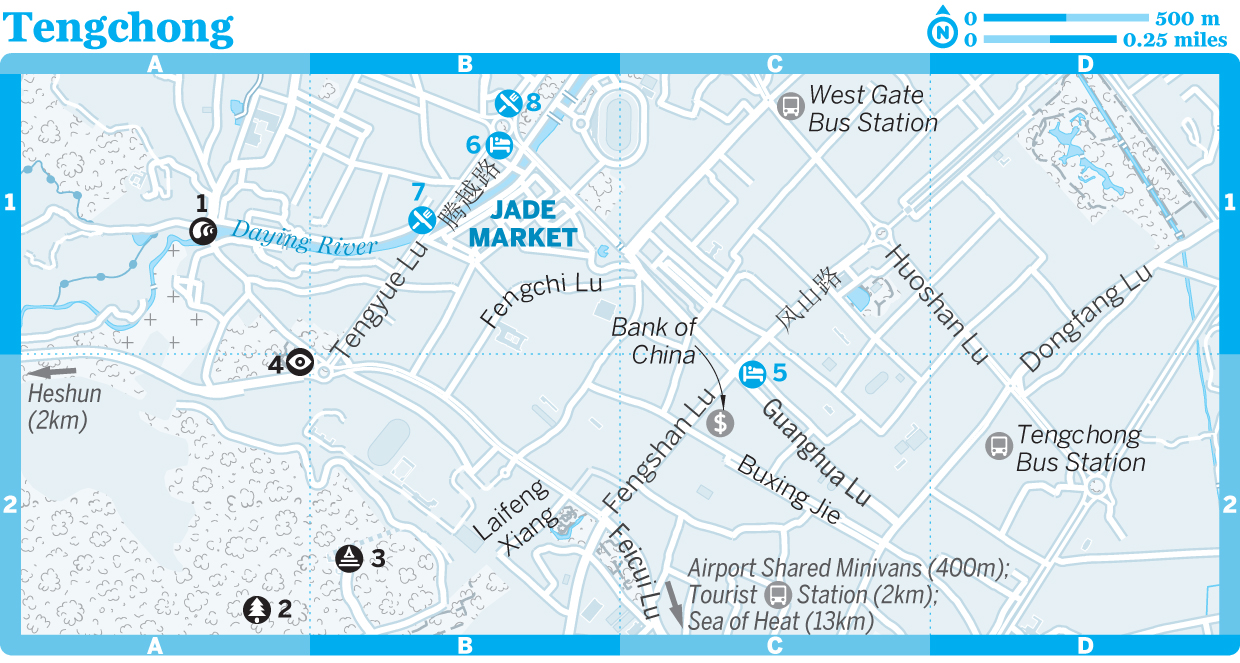 Tengchong
N
0 500 m
0 0.25 miles
A B C D
1 1
2 2
8
6
7
1
腾越路
JADE
MARKET
Daying River
West Gate
Bus Station
Tengyue Lu
Fengchi Lu
风山路
Huoshan Lu
Dongfang Lu
Bank of
China
4
5
Heshun
(2km)
$
Fengshan Lu
Guanghua Lu
Buxing Jie
Tengchong
Bus Station
Laifeng
Xiang
Feicui Lu
3
2
Airport Shared Minivans (400m);
Tourist Station (2km);
Sea of Heat (13km)
A B C D